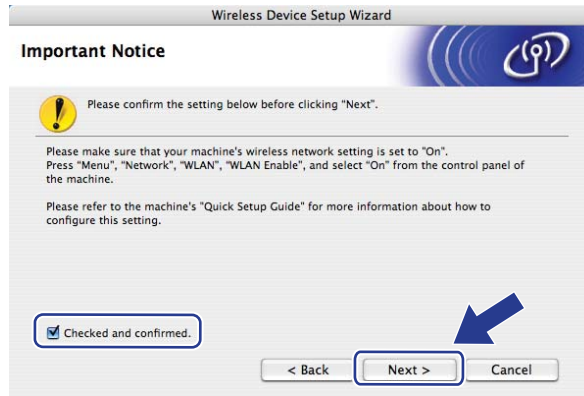 Wireless Device Setup Wizard
Important Notice
Please confirm the setting below before clicking "Next".
Please make sure that your machine's wireless network setting is set to "On".
Press "Menu", "Network", "WLAN", "WLAN Enable", and select "On" from the control panel of
the machine.
Please refer to the machine's "Quick Setup Guide" for more information about how to
configure this setting.
Checked and confirmed.
< Back
Next >
Cancel